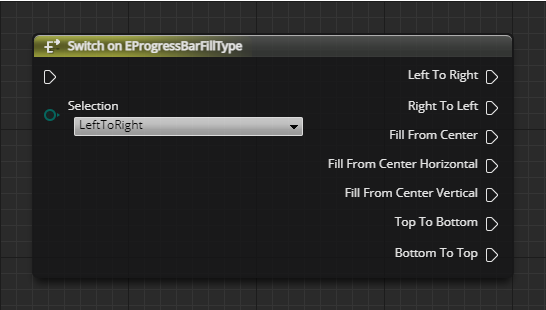 Switch on EProgressBarFillType
Left To Right
Selection
LeftToRight
Right To Left
Fill From Center
Fill From Center Horizontal
Fill From Center Vertical
Top To Bottom
Bottom To Top